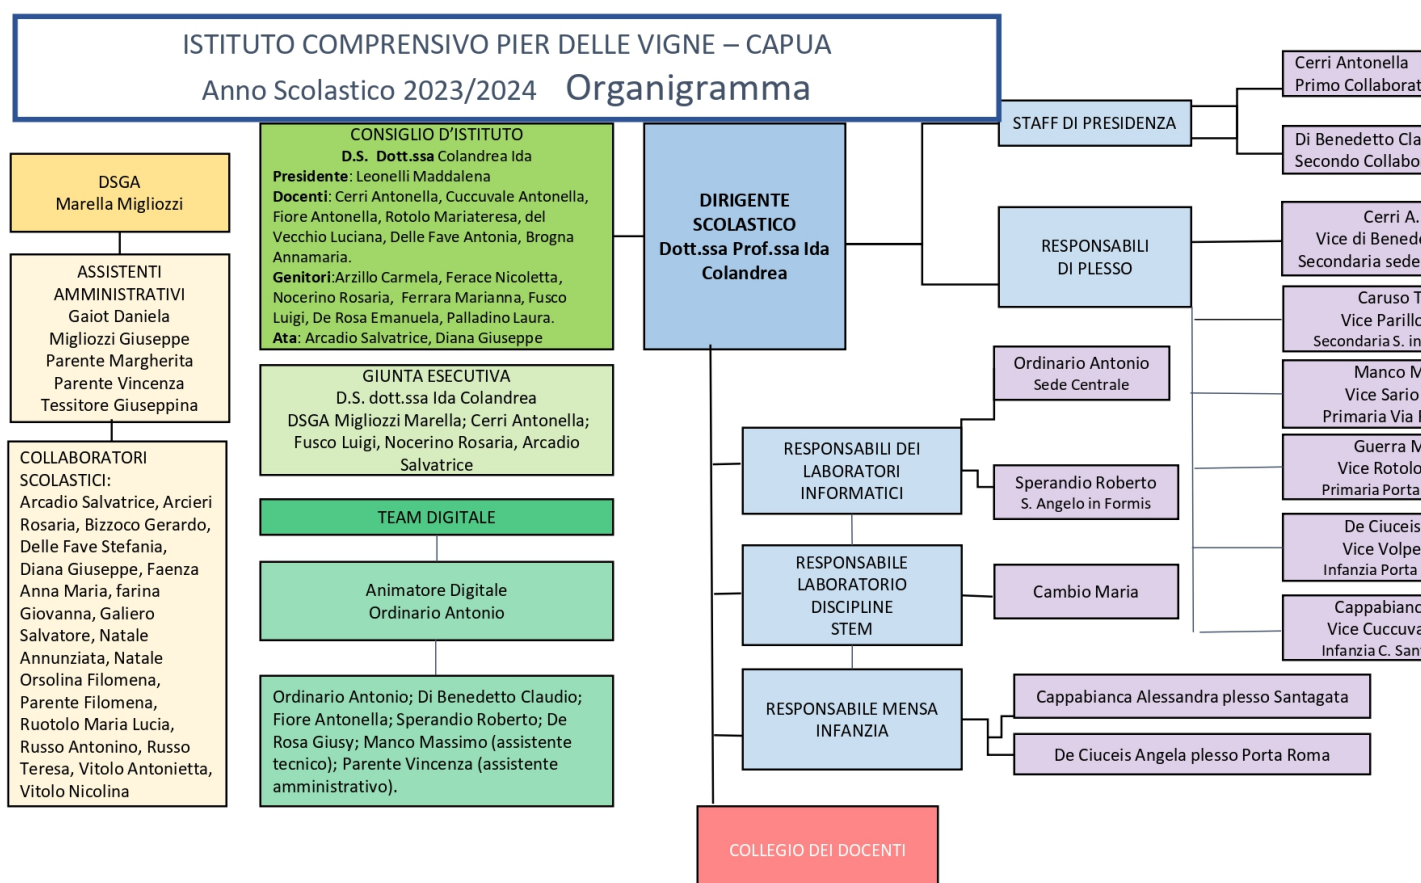 ISTITUTO COMPRENSIVO PIER DELLE VIGNE – CAPUA
Anno Scolastico 2023/2024 Organigramma
DSGA
Marella Migliozzi
ASSISTENTI
AMMINISTRATIVI
Gaiot Daniela
Migliozzi Giuseppe
Parente Margherita
Parente Vincenza
Tessitore Giuseppina
COLLABORATORI
SCOLASTICI:
Arcadio Salvatrice, Arcieri
Rosaria, Bizzoco Gerardo,
Delle Fave Stefania,
Diana Giuseppe, Faenza
Anna Maria, farina
Giovanna, Galiero
Salvatore, Natale
Annunziata, Natale
Orsolina Filomena,
Parente Filomena,
Ruotolo Maria Lucia,
Russo Antonino, Russo
Teresa, Vitolo Antonietta,
Vitolo Nicolina
CONSIGLIO D’ISTITUTO
D.S. Dott.ssa Colandrea Ida
Presidente: Leonelli Maddalena
Docenti: Cerri Antonella, Cuccuvale Antonella,
Fiore Antonella, Rotolo Mariateresa, del
Vecchio Luciana, Delle Fave Antonia, Brogna
Annamaria.
Genitori:Arzillo Carmela, Ferace Nicoletta,
Nocerino Rosaria, Ferrara Marianna, Fusco
Luigi, De Rosa Emanuela, Palladino Laura.
Ata: Arcadio Salvatrice, Diana Giuseppe
GIUNTA ESECUTIVA
D.S. dott.ssa Ida Colandrea
DSGA Migliozzi Marella; Cerri Antonella;
Fusco Luigi, Nocerino Rosaria, Arcadio
Salvatrice
TEAM DIGITALE
Animatore Digitale
Ordinario Antonio
Ordinario Antonio; Di Benedetto Claudio;
Fiore Antonella; Sperandio Roberto; De
Rosa Giusy; Manco Massimo (assistente
tecnico); Parente Vincenza (assistente
amministrativo).
DIRIGENTE
SCOLASTICO
Dott.ssa Prof.ssa Ida
Colandrea
STAFF DI PRESIDENZA
Cerri Antonella
Primo Collaborat
Di Benedetto Cla
Secondo Collabo
RESPONSABILI
DI PLESSO
Cerri A.
Vice di Bened
Secondaria sede
Caruso T
Vice Parillo
Secondaria S. in
Manco M
Vice Sario
Primaria Via
Guerra M
Vice Rotolo
Primaria Porta
De Ciuceis
Vice Volpe
Infanzia Porta
Cappabianc
Vice Cuccuva
Infanzia C. San
RESPONSABILI DEI
LABORATORI
INFORMATICI
Ordinario Antonio
Sede Centrale
Sperandio Roberto
S. Angelo in Formis
RESPONSABILE
LABORATORIO
DISCIPLINE
STEM
Cambio Maria
RESPONSABILE MENSA
INFANZIA
Cappabianca Alessandra plesso Santagata
De Ciuceis Angela plesso Porta Roma
COLLEGIO DEI DOCENTI